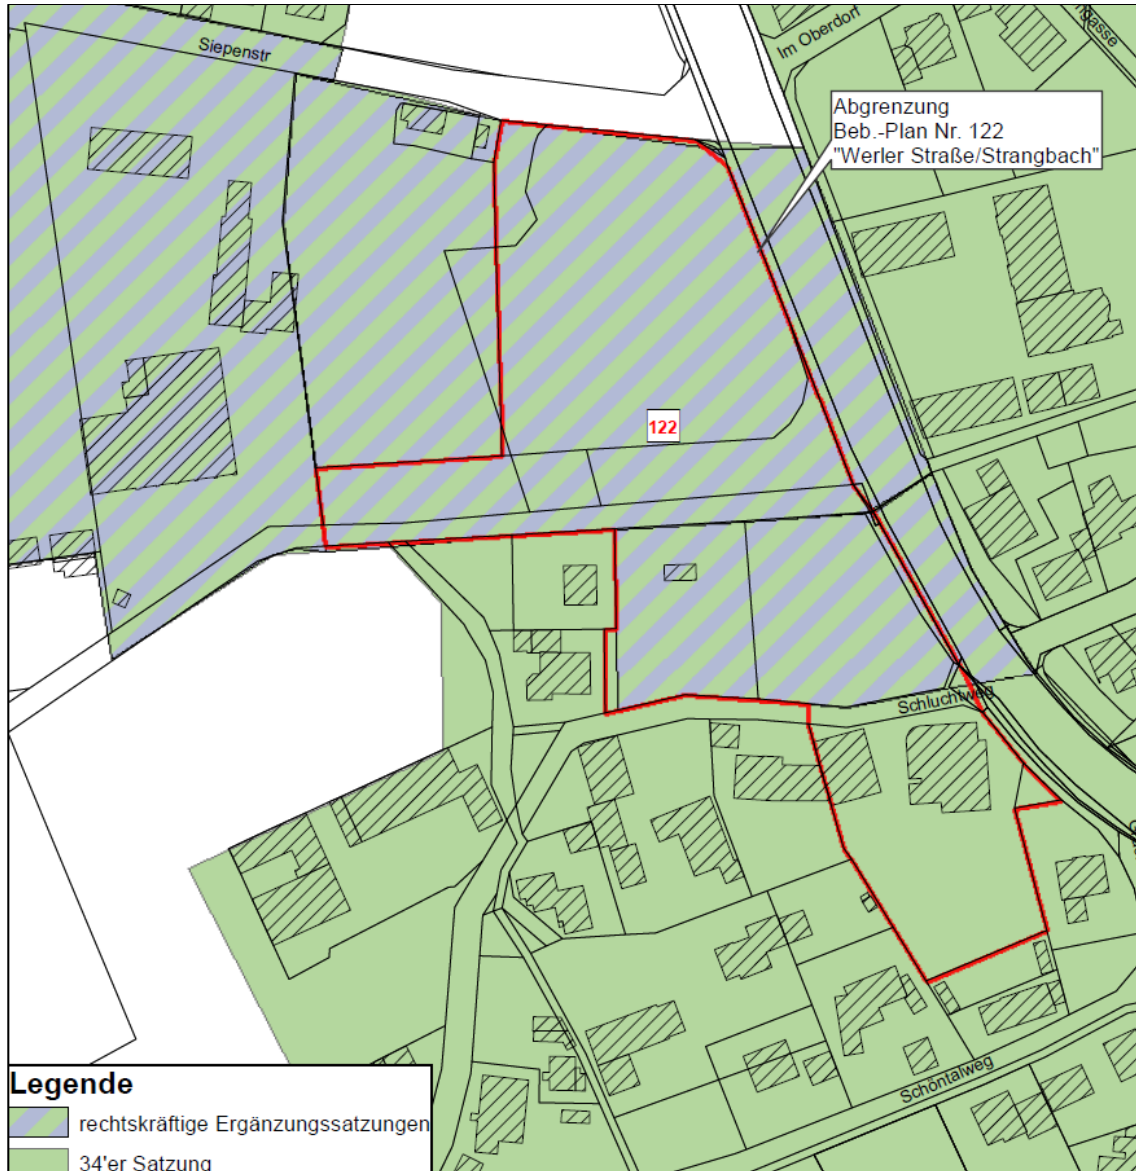 Siepenstr
Im Oberdorf
Abgrenzung
Beb.-Plan Nr. 122
"Werler Straße/Strangbach"
122
Schluchtweg
Schöntalweg
Legende
rechtskräftige Ergänzungssatzungen
34'er Satzung